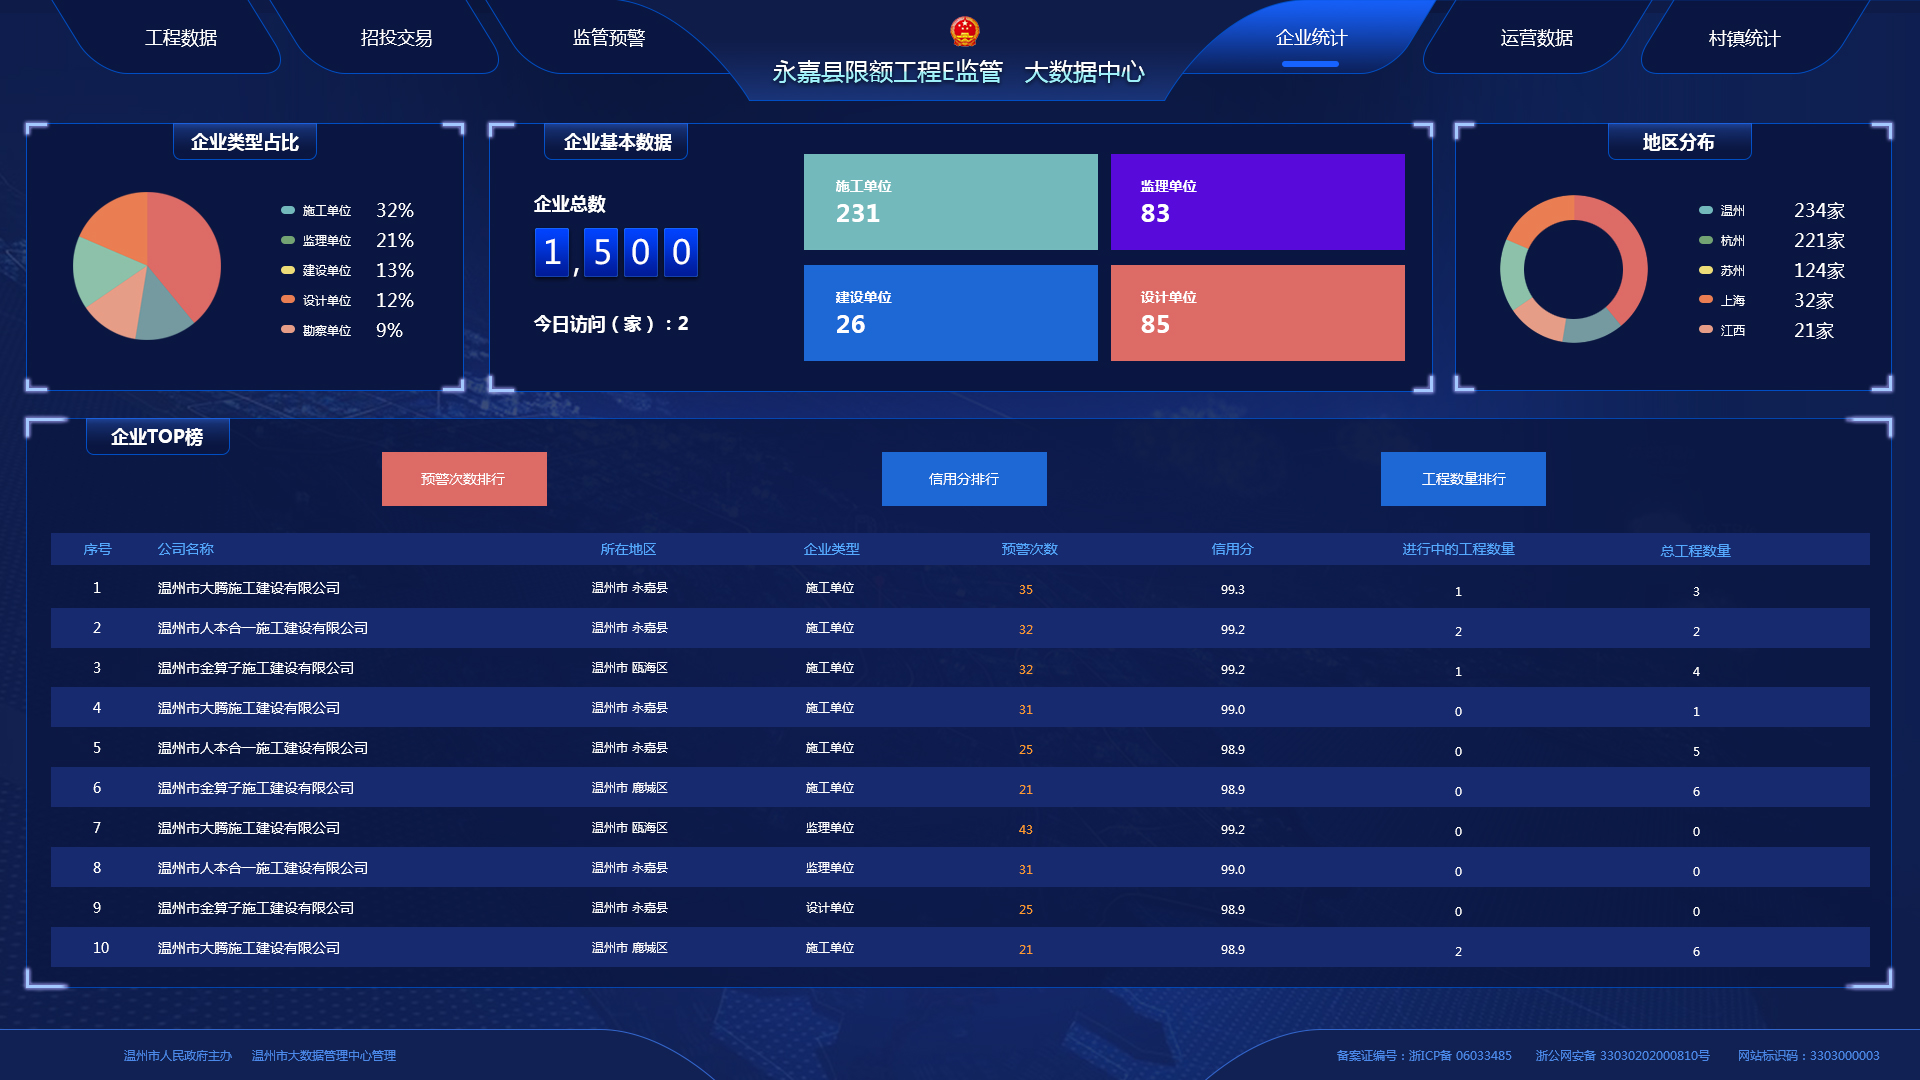 工程数据
招投交易
监管预警
永嘉县限额工程E监管 大数据中心
企业统计
运营数据
村镇统计
企业类型占比
施工单位 32%
监理单位 21%
建设单位 13%
设计单位 12%
勘察单位 9%
企业基本数据
企业总数
1,500
今日访问（家）: 2
施工单位
231
监理单位
83
建设单位
26
设计单位
85
地区分布
温州 234家
杭州 221家
苏州 124家
上海 32家
江西 21家
企业TOP榜
预警次数排行
信用分排行
工程数量排行
序号 公司名称 所在地区 企业类型 预警次数 信用分 进行中的工程数量 总工程数量
1 温州市大腾施工建设有限公司 温州市 永嘉县 施工单位 35 99.3 1 3
2 温州市人本合一施工建设有限公司 温州市 永嘉县 施工单位 32 99.2 2 2
3 温州市金算子施工建设有限公司 温州市 瓯海区 施工单位 32 99.2 1 4
4 温州市大腾施工建设有限公司 温州市 永嘉县 施工单位 31 99.0 0 1
5 温州市人本合一施工建设有限公司 温州市 永嘉县 施工单位 25 98.9 0 5
6 温州市金算子施工建设有限公司 温州市 鹿城区 施工单位 21 98.9 0 6
7 温州市大腾施工建设有限公司 温州市 瓯海区 监理单位 43 99.2 0 0
8 温州市人本合一施工建设有限公司 温州市 永嘉县 监理单位 31 99.0 0 0
9 温州市金算子施工建设有限公司 温州市 永嘉县 设计单位 25 98.9 0 0
10 温州市大腾施工建设有限公司 温州市 鹿城区 施工单位 21 98.9 2 6
温州市人民政府主办 温州市大数据管理中心管理
备案证编号：浙ICP备 06033485 浙公网安备 33030202000810号 网站标识码：3303000003